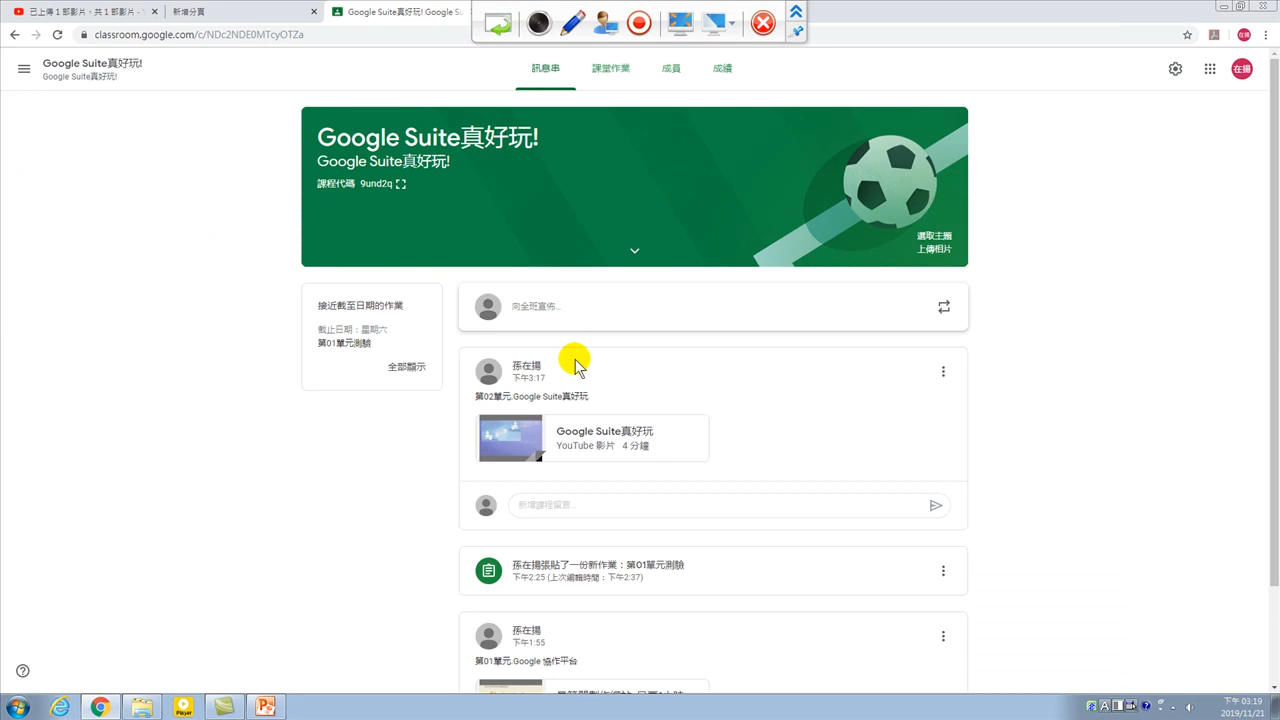 已上傳 1 部影片，共 1 部影片 - Y
新分頁
Google Suite真好玩! Google Su
sroom.google.com/c/NDc2NDE0MTcyOTZa
在揚
Google Suite真好玩!
Google Suite真好玩!
訊息串
課堂作業
成員
成績
在揚
Google Suite真好玩!
Google Suite真好玩!
課程代碼 9und2q
選取主題
上傳相片
接近截至日期的作業
截止日期：星期六
第01單元測驗
全部顯示
向全班宣佈...
孫在揚
下午3:17
第02單元.Google Suite真好玩
Google Suite真好玩
YouTube 影片 4 分鐘
新增課程留言...
孫在揚張貼了一份新作業：第01單元測驗
下午2:25 (上次編輯時間：下午2:37)
孫在揚
下午1:55
第01單元.Google 協作平台
Player
下午 03:19
2019/11/21